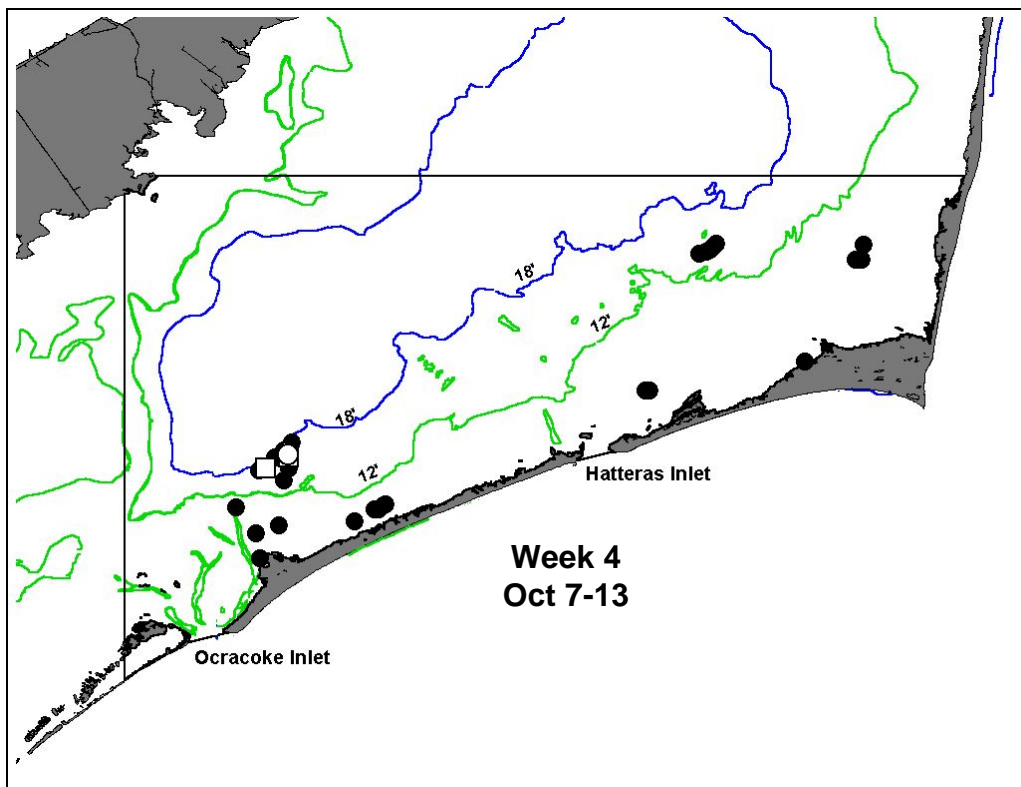 18'
12'
18'
12'
Hatteras Inlet
Week 4
Oct 7-13
Ocracoke Inlet